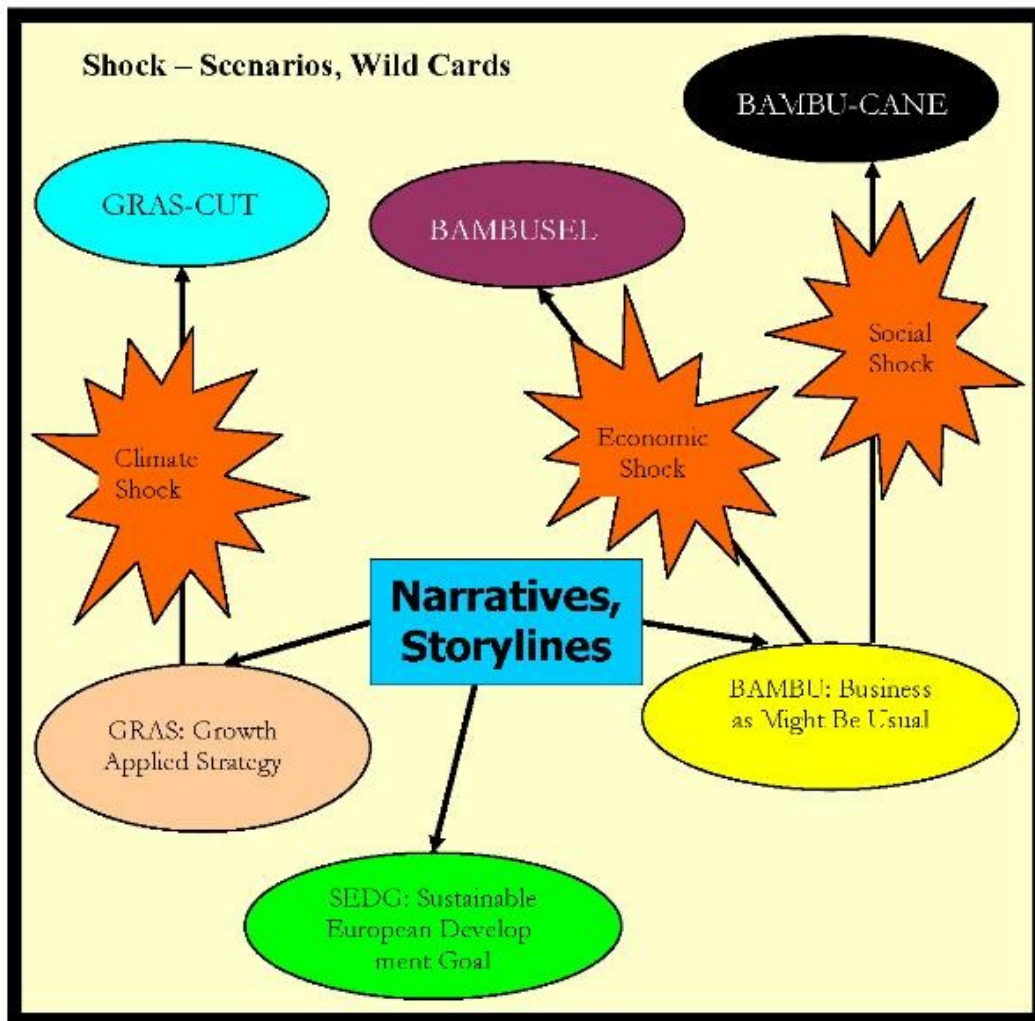 Shock – Scenarios, Wild Cards
BAMBU-CANE
GRAS-CUT
BAMBUSEL
Social
Shock
Economic
Shock
Climate
Shock
Narratives,
Storylines
BAMBU: Business
as Might Be Usual
GRAS: Growth
Applied Strategy
SEDG: Sustainable
European Develop
ment Goal